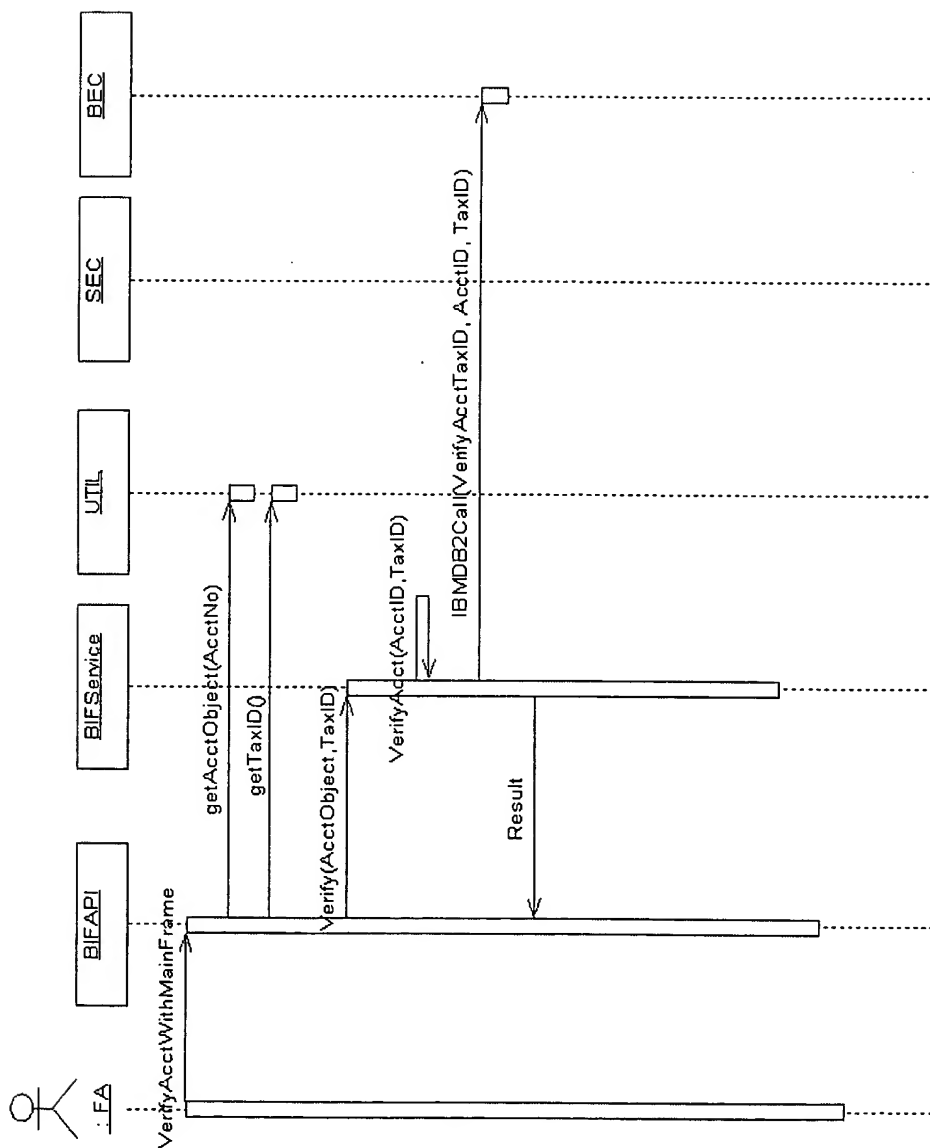 : FA
BIFAPI
BIFService
UTIL
SEC
BEC
VerifyAcctWithMainFrame
getAcctObject(AcctNo)
getTaxID()
Verify(AcctObject,TaxID)
VerifyAcct(AcctID,TaxID)
IBMDB2Call(VerifyAcctTaxID, AcctID, TaxID)
Result